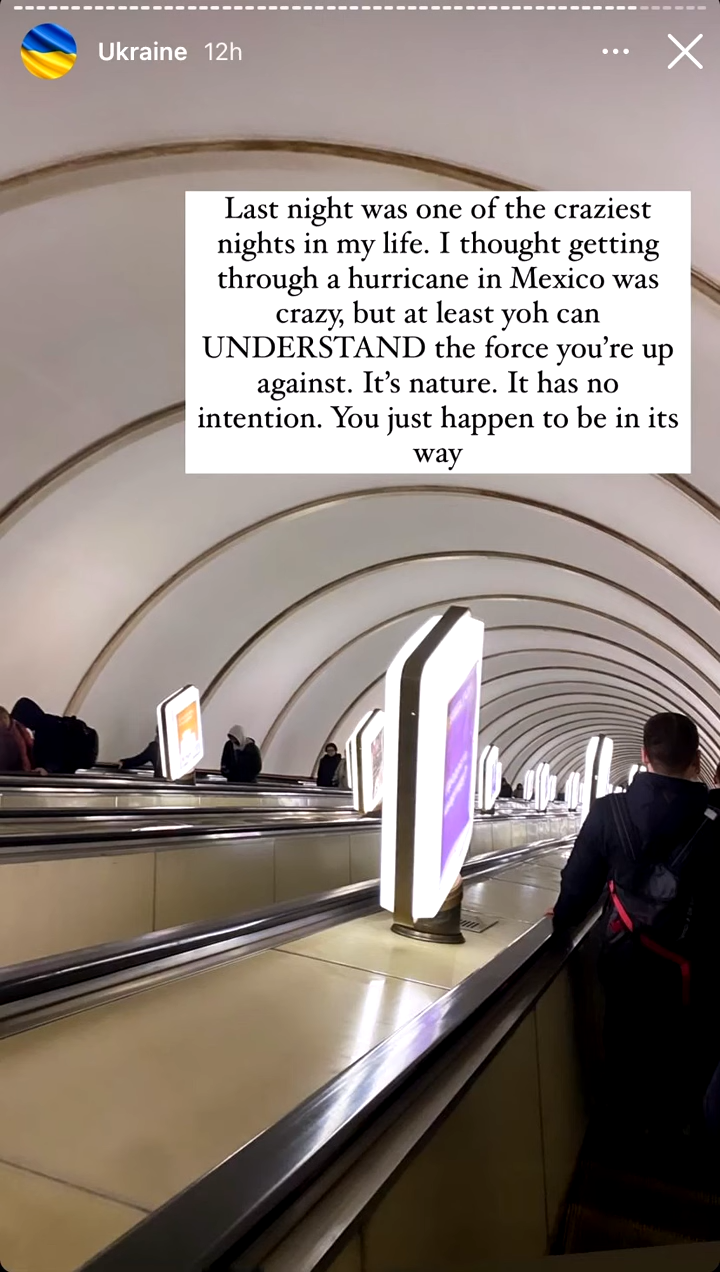 Ukraine 12h
Last night was one of the craziest
nights in my life. I thought getting
through a hurricane in Mexico was
crazy, but at least yoh can
UNDERSTAND the force you’re up
against. It’s nature. It has no
intention. You just happen to be in its
way